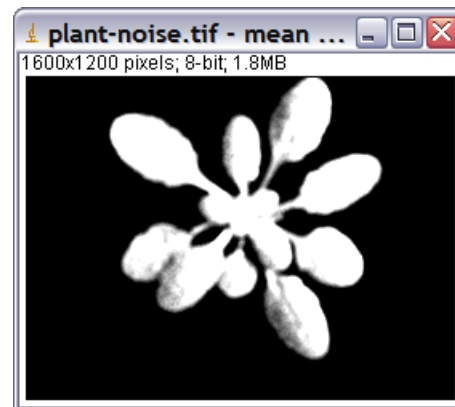 plant-noise.tif - mean ...
1600x1200 pixels; 8-bit; 1.8MB